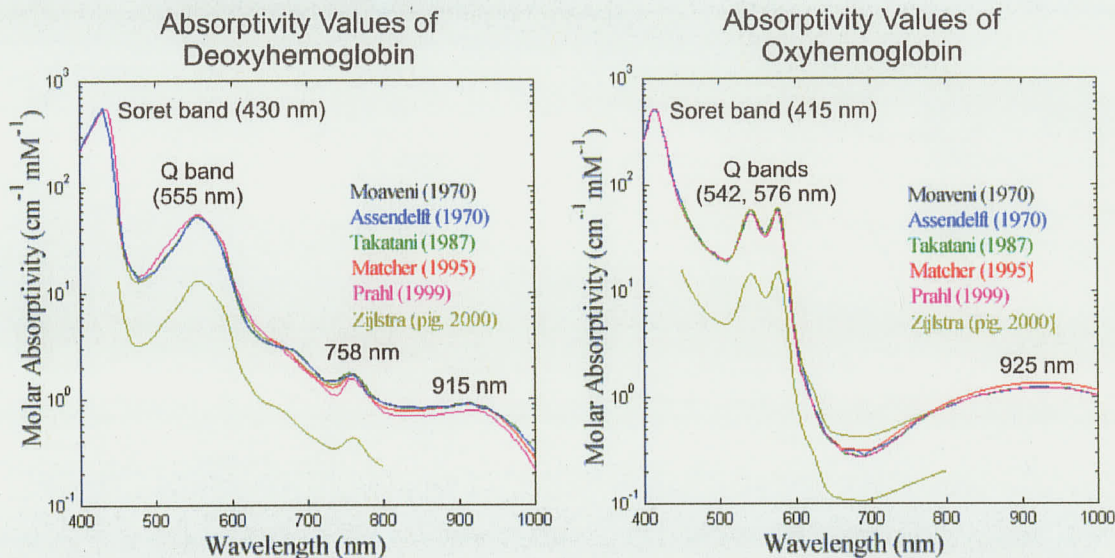 Absorptivity Values of
Deoxyhemoglobin
Molar Absorptivity (cm⁻¹ mM⁻¹)
10³
10²
10¹
10⁰
10⁻¹
Soret band (430 nm)
Q band
(555 nm)
Moaveni (1970)
Assendelft (1970)
Takatani (1987)
Matcher (1995)
Prahl (1999)
Zijlstra (pig, 2000)
758 nm
915 nm
400 500 600 700 800 900 1000
Wavelength (nm)
Absorptivity Values of
Oxyhemoglobin
Molar Absorptivity (cm⁻¹ mM⁻¹)
10³
10²
10¹
10⁰
10⁻¹
Soret band (415 nm)
Q bands
(542, 576 nm)
Moaveni (1970)
Assendelft (1970)
Takatani (1987)
Matcher (1995}
Prahl (1999)
Zijlstra (pig, 2000}
925 nm
400 500 600 700 800 900 1000
Wavelength (nm)